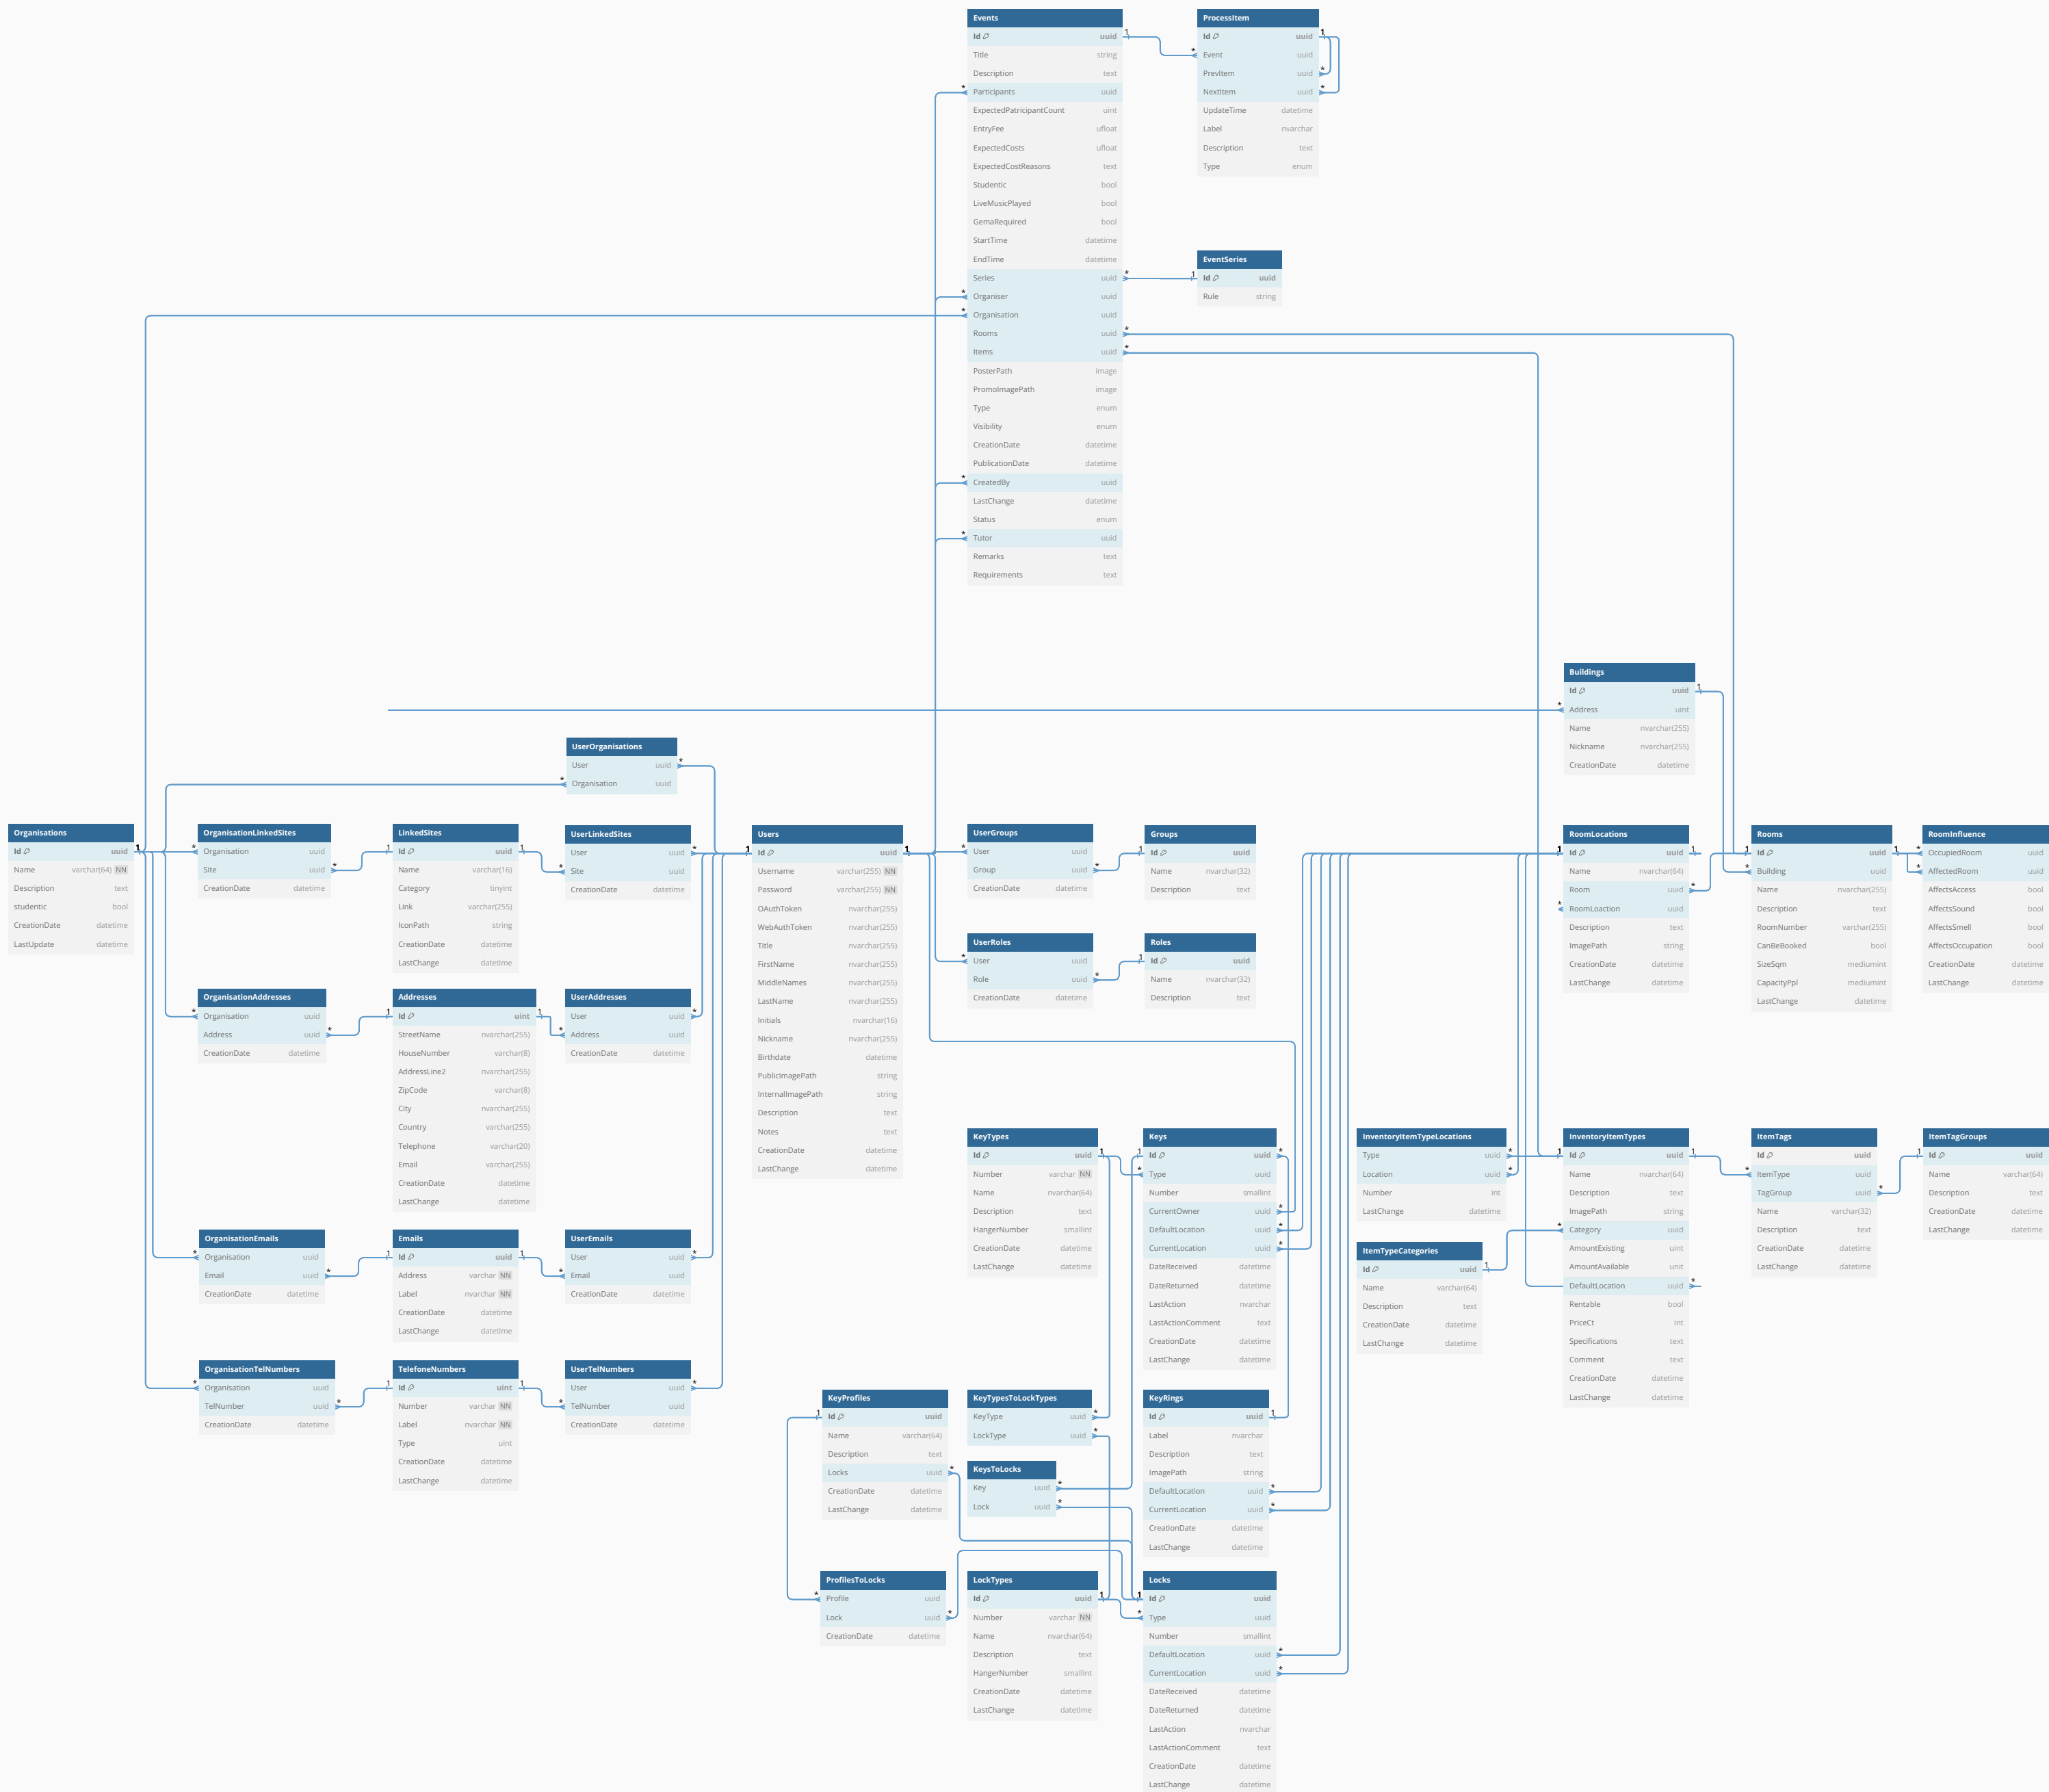 Events
Id uuid
Title string
Description text
Participants uuid
ExpectedPatricipantCount uint
EntryFee ufloat
ExpectedCosts ufloat
ExpectedCostReasons text
Studentic bool
LiveMusicPlayed bool
GemaRequired bool
StartTime datetime
EndTime datetime
Series uuid
Organiser uuid
Organisation uuid
Rooms uuid
Items uuid
PosterPath image
PromoImagePath image
Type enum
Visibility enum
CreationDate datetime
PublicationDate datetime
CreatedBy uuid
LastChange datetime
Status enum
Tutor uuid
Remarks text
Requirements text
ProcessItem
Id uuid
Event uuid
PrevItem uuid
NextItem uuid
UpdateTime datetime
Label nvarchar
Description text
Type enum
EventSeries
Id uuid
Rule string
Buildings
Id uuid
Address uint
Name nvarchar(255)
Nickname nvarchar(255)
CreationDate datetime
UserOrganisations
User uuid
Organisation uuid
Organisations
Id uuid
Name varchar(64) NN
Description text
studentic bool
CreationDate datetime
LastUpdate datetime
OrganisationLinkedSites
Organisation uuid
Site uuid
CreationDate datetime
LinkedSites
Id uuid
Name varchar(16)
Category tinyint
Link varchar(255)
IconPath string
CreationDate datetime
LastChange datetime
UserLinkedSites
User uuid
Site uuid
CreationDate datetime
Users
Id uuid
Username varchar(255) NN
Password varchar(255) NN
OAuthToken nvarchar(255)
WebAuthToken nvarchar(255)
Title nvarchar(255)
FirstName nvarchar(255)
MiddleNames nvarchar(255)
LastName nvarchar(255)
Initials nvarchar(16)
Nickname nvarchar(255)
Birthdate datetime
PublicImagePath string
InternalImagePath string
Description text
Notes text
CreationDate datetime
LastChange datetime
UserGroups
User uuid
Group uuid
CreationDate datetime
Groups
Id uuid
Name nvarchar(32)
Description text
UserRoles
User uuid
Role uuid
CreationDate datetime
Roles
Id uuid
Name nvarchar(32)
Description text
RoomLocations
Id uuid
Name nvarchar(64)
Room uuid
RoomLoaction uuid
Description text
ImagePath string
CreationDate datetime
LastChange datetime
Rooms
Id uuid
Building uuid
Name nvarchar(255)
Description text
RoomNumber varchar(255)
CanBeBooked bool
SizeSqm mediumint
CapacityPpl mediumint
LastChange datetime
RoomInfluence
OccupiedRoom uuid
AffectedRoom uuid
AffectsAccess bool
AffectsSound bool
AffectsSmell bool
AffectsOccupation bool
CreationDate datetime
LastChange datetime
OrganisationAddresses
Organisation uuid
Address uuid
CreationDate datetime
Addresses
Id uint
StreetName nvarchar(255)
HouseNumber varchar(8)
AddressLine2 nvarchar(255)
ZipCode varchar(8)
City nvarchar(255)
Country varchar(255)
Telephone varchar(20)
Email varchar(255)
CreationDate datetime
LastChange datetime
UserAddresses
User uuid
Address uuid
CreationDate datetime
OrganisationEmails
Organisation uuid
Email uuid
CreationDate datetime
Emails
Id uuid
Address varchar NN
Label nvarchar NN
CreationDate datetime
LastChange datetime
UserEmails
User uuid
Email uuid
CreationDate datetime
OrganisationTelNumbers
Organisation uuid
TelNumber uuid
CreationDate datetime
TelefoneNumbers
Id uint
Number varchar NN
Label nvarchar NN
Type uint
CreationDate datetime
LastChange datetime
UserTelNumbers
User uuid
TelNumber uuid
CreationDate datetime
KeyTypes
Id uuid
Number varchar NN
Name nvarchar(64)
Description text
HangerNumber smallint
CreationDate datetime
LastChange datetime
Keys
Id uuid
Type uuid
Number smallint
CurrentOwner uuid
DefaultLocation uuid
CurrentLocation uuid
DateReceived datetime
DateReturned datetime
LastAction nvarchar
LastActionComment text
CreationDate datetime
LastChange datetime
InventoryItemTypeLocations
Type uuid
Location uuid
Number int
LastChange datetime
ItemTypeCategories
Id uuid
Name varchar(64)
Description text
CreationDate datetime
LastChange datetime
InventoryItemTypes
Id uuid
Name nvarchar(64)
Description text
ImagePath string
Category uuid
AmountExisting uint
AmountAvailable unit
DefaultLocation uuid
Rentable bool
PriceCt int
Specifications text
Comment text
CreationDate datetime
LastChange datetime
ItemTags
Id uuid
ItemType uuid
TagGroup uuid
Name varchar(32)
Description text
CreationDate datetime
LastChange datetime
ItemTagGroups
Id uuid
Name varchar(64)
Description text
CreationDate datetime
LastChange datetime
KeyProfiles
Id uuid
Name varchar(64)
Description text
Locks uuid
CreationDate datetime
LastChange datetime
KeyTypesToLockTypes
KeyType uuid
LockType uuid
KeysToLocks
Key uuid
Lock uuid
KeyRings
Id uuid
Label nvarchar
Description text
ImagePath string
DefaultLocation uuid
CurrentLocation uuid
CreationDate datetime
LastChange datetime
ProfilesToLocks
Profile uuid
Lock uuid
CreationDate datetime
LockTypes
Id uuid
Number varchar NN
Name nvarchar(64)
Description text
HangerNumber smallint
CreationDate datetime
LastChange datetime
Locks
Id uuid
Type uuid
Number smallint
DefaultLocation uuid
CurrentLocation uuid
DateReceived datetime
DateReturned datetime
LastAction nvarchar
LastActionComment text
CreationDate datetime
LastChange datetime